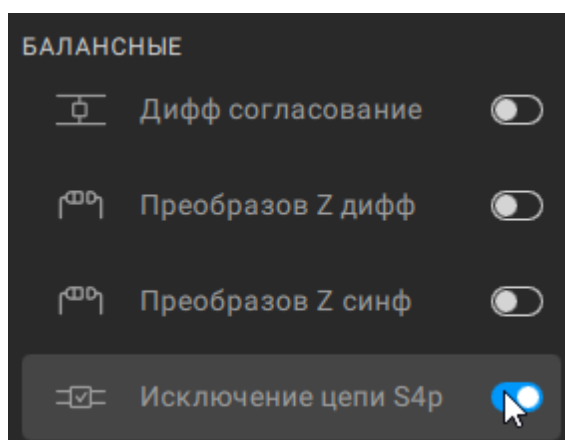 БАЛАНСНЫЕ
Дифф согласование
Преобразов Z дифф
Преобразов Z синф
Исключение цепи S4p